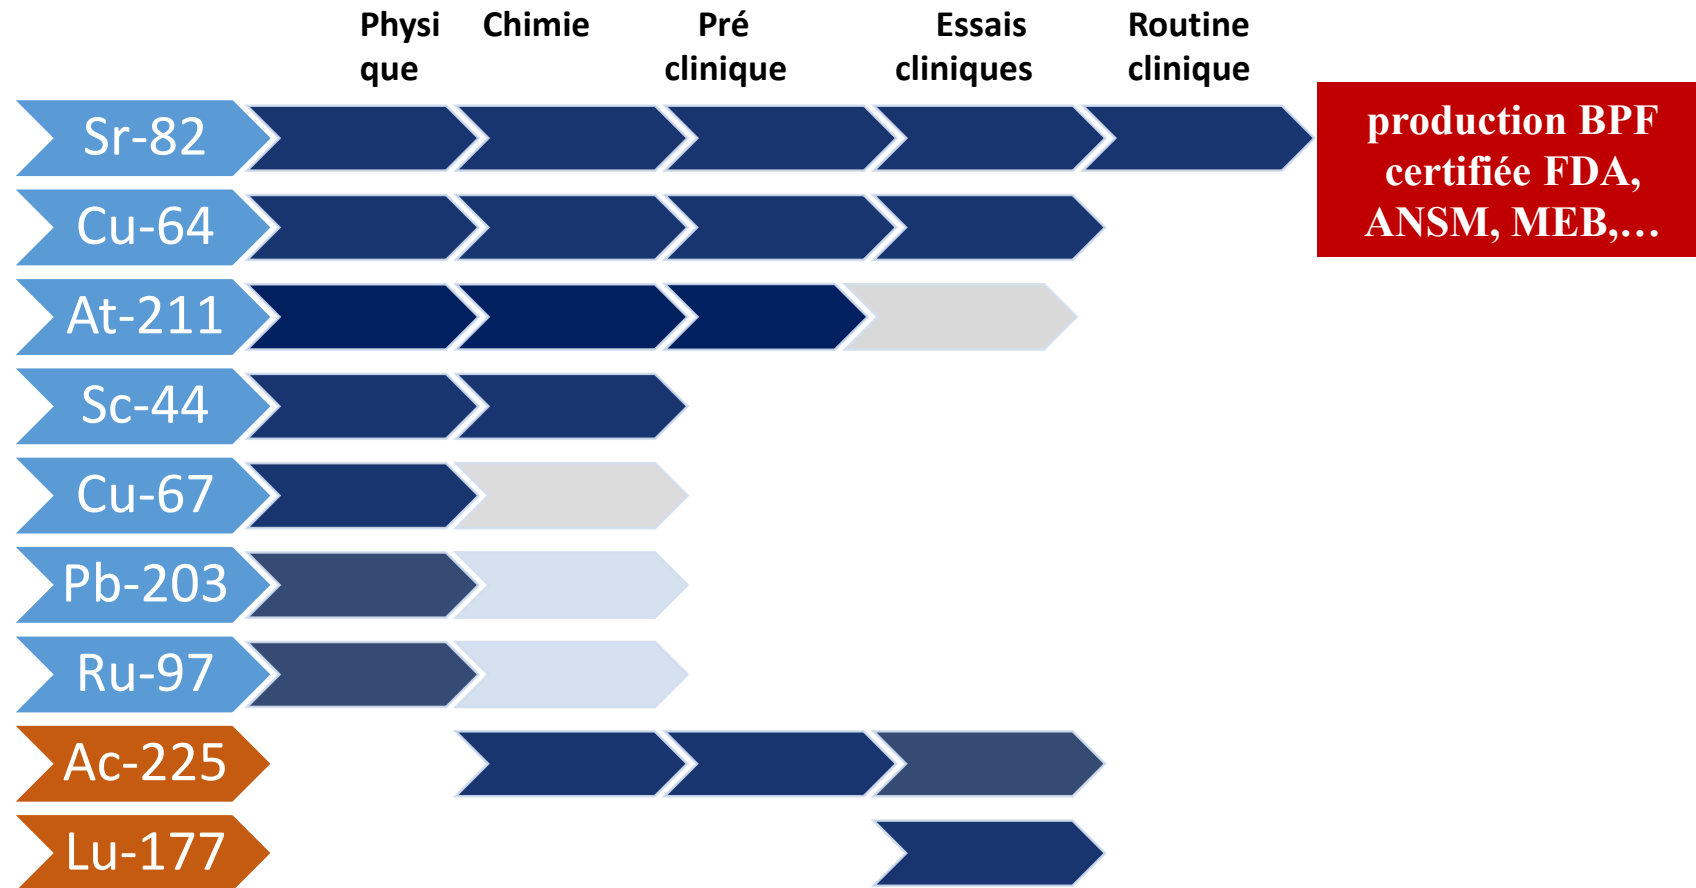 Physi
que
Chimie
Pré
clinique
Essais
cliniques
Routine
clinique
Sr-82
production BPF
certifiée FDA,
ANSM, MEB,...
Cu-64
At-211
Sc-44
Cu-67
Pb-203
Ru-97
Ac-225
Lu-177